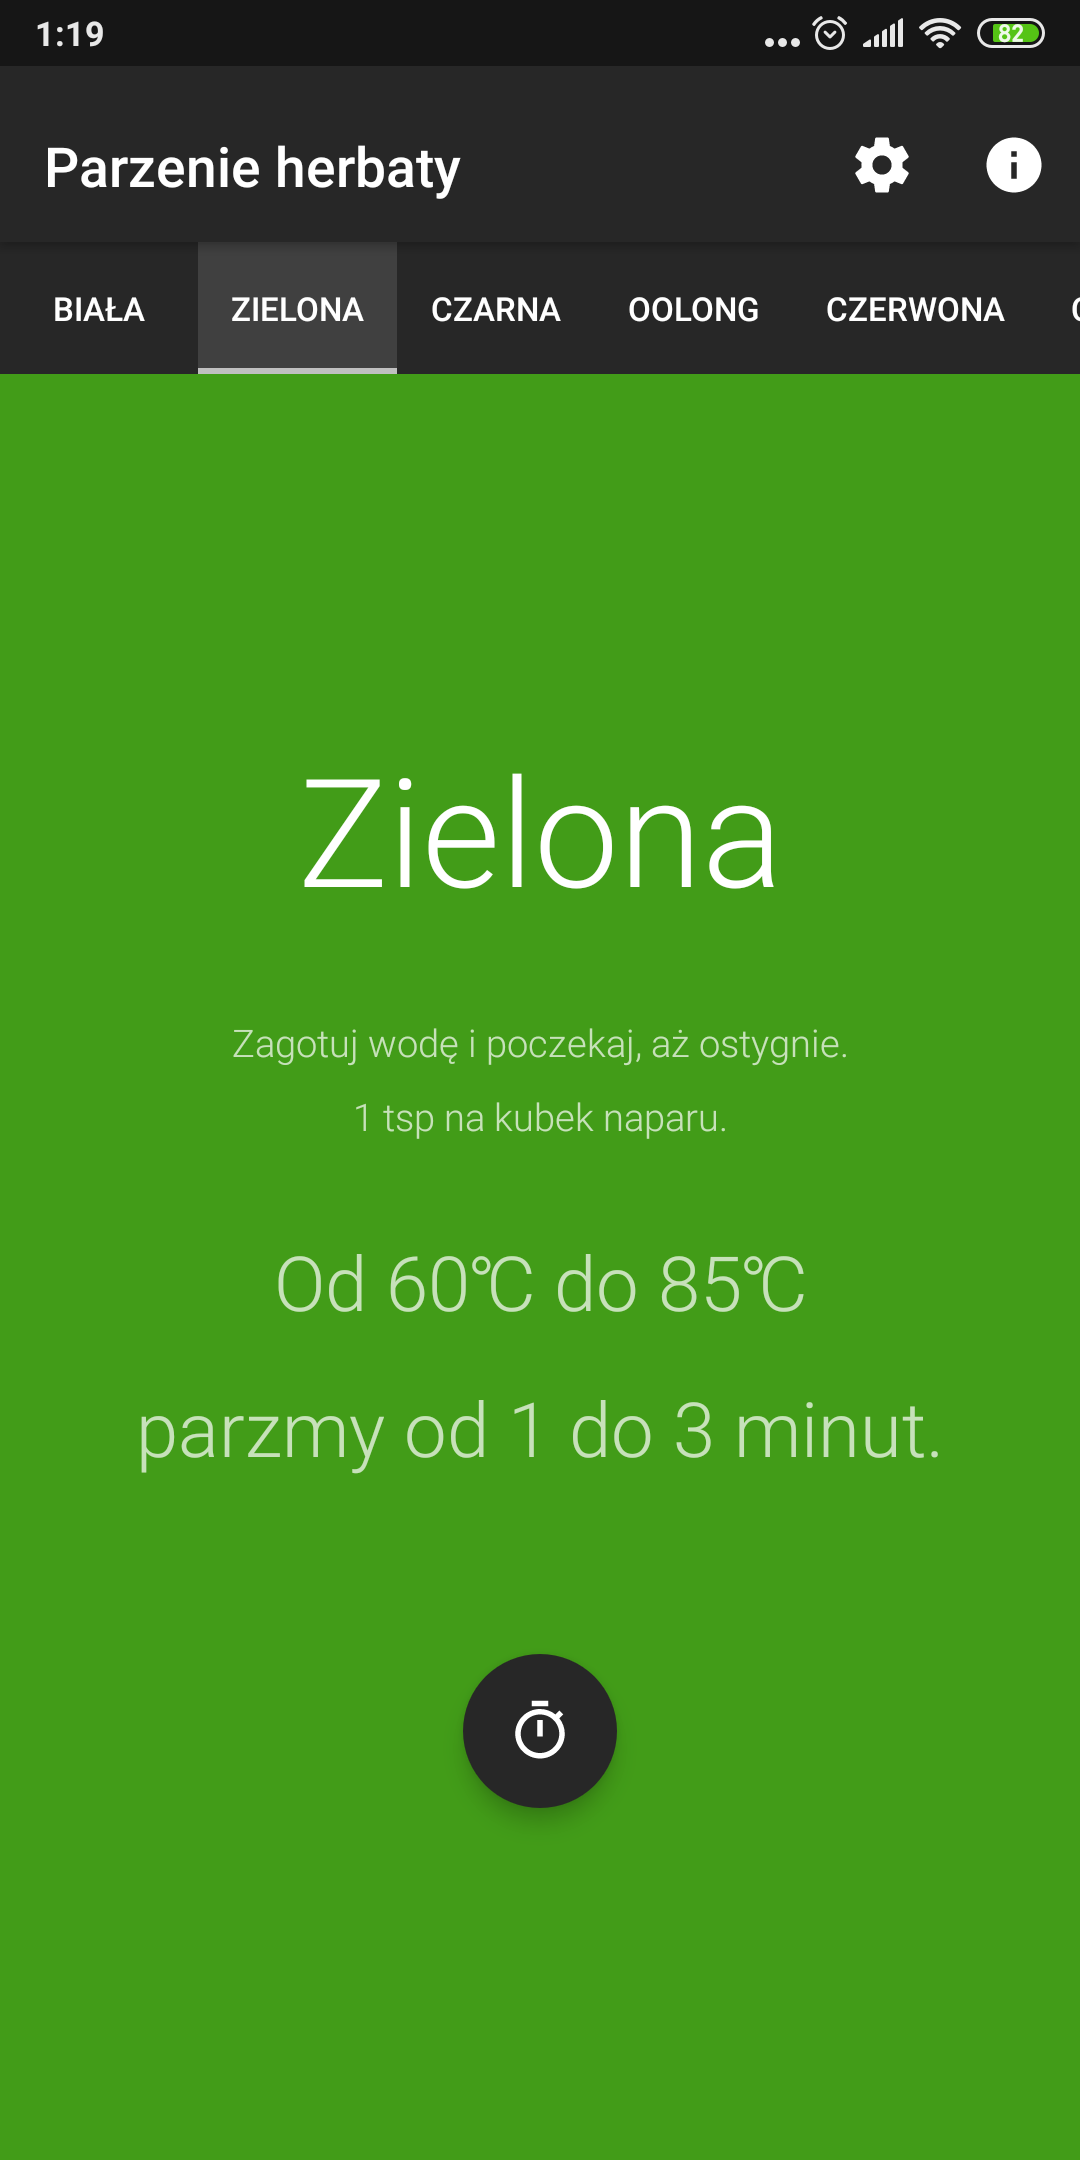 1:19
82
Parzenie herbaty
BIAŁA ZIELONA CZARNA OOLONG CZERWONA
Zielona
Zagotuj wodę i poczekaj, aż ostygnie.
1 tsp na kubek naparu.
Od 60℃ do 85℃
parzmy od 1 do 3 minut.